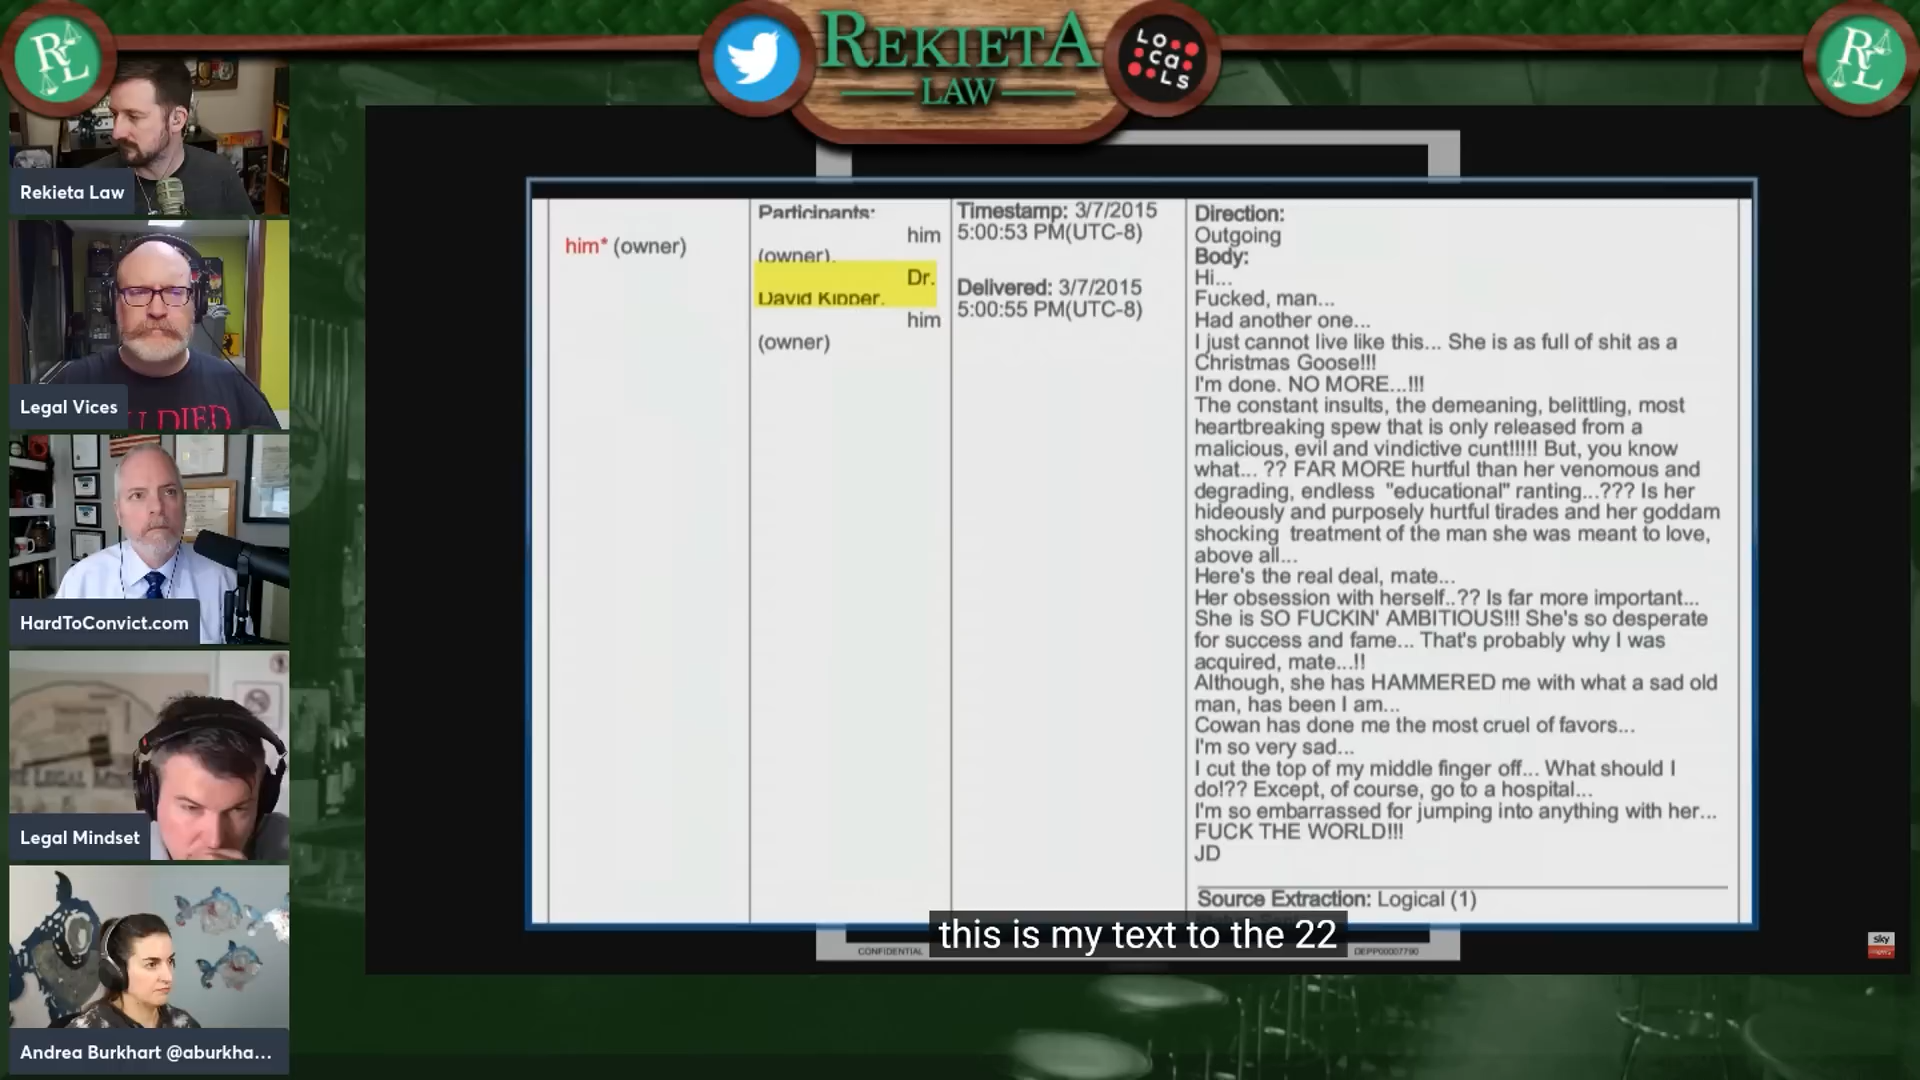 RL
REKIETA
LAW
LOCALS
RL
Rekieta Law
Legal Vices
U DIED
HardToConvict.com
Legal Mindset
Andrea Burkhart @aburkha...
him* (owner)
Participants:
him
(owner),
Dr.
David Kipper,
him
(owner)
Timestamp: 3/7/2015
5:00:53 PM(UTC-8)
Delivered: 3/7/2015
5:00:55 PM(UTC-8)
Direction:
Outgoing
Body:
Hi...
Fucked, man...
Had another one...
I just cannot live like this... She is as full of shit as a
Christmas Goose!!!
I'm done. NO MORE...!!!
The constant insults, the demeaning, belittling, most
heartbreaking spew that is only released from a
malicious, evil and vindictive cunt!!!!! But, you know
what... ?? FAR MORE hurtful than her venomous and
degrading, endless "educational" ranting...??? Is her
hideously and purposely hurtful tirades and her goddam
shocking treatment of the man she was meant to love,
above all...
Here's the real deal, mate...
Her obsession with herself..?? Is far more important...
She is SO FUCKIN' AMBITIOUS!!! She's so desperate
for success and fame... That's probably why I was
acquired, mate...!!
Although, she has HAMMERED me with what a sad old
man, has been I am...
Cowan has done me the most cruel of favors...
I'm so very sad...
I cut the top of my middle finger off... What should I
do!?? Except, of course, go to a hospital...
I'm so embarrassed for jumping into anything with her...
FUCK THE WORLD!!!
JD
Source Extraction: Logical (1)
this is my text to the 22
CONFIDENTIAL
DEPP00007790
sky